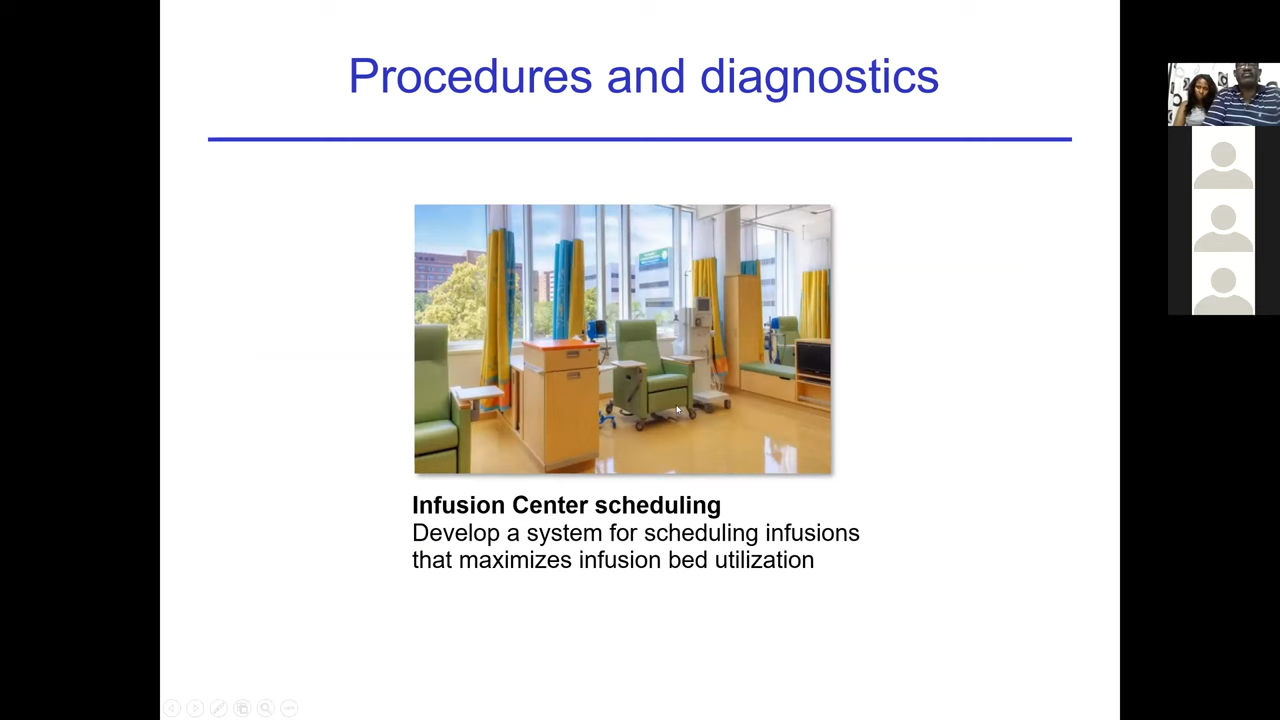 Procedures and diagnostics
Infusion Center scheduling
Develop a system for scheduling infusions
that maximizes infusion bed utilization